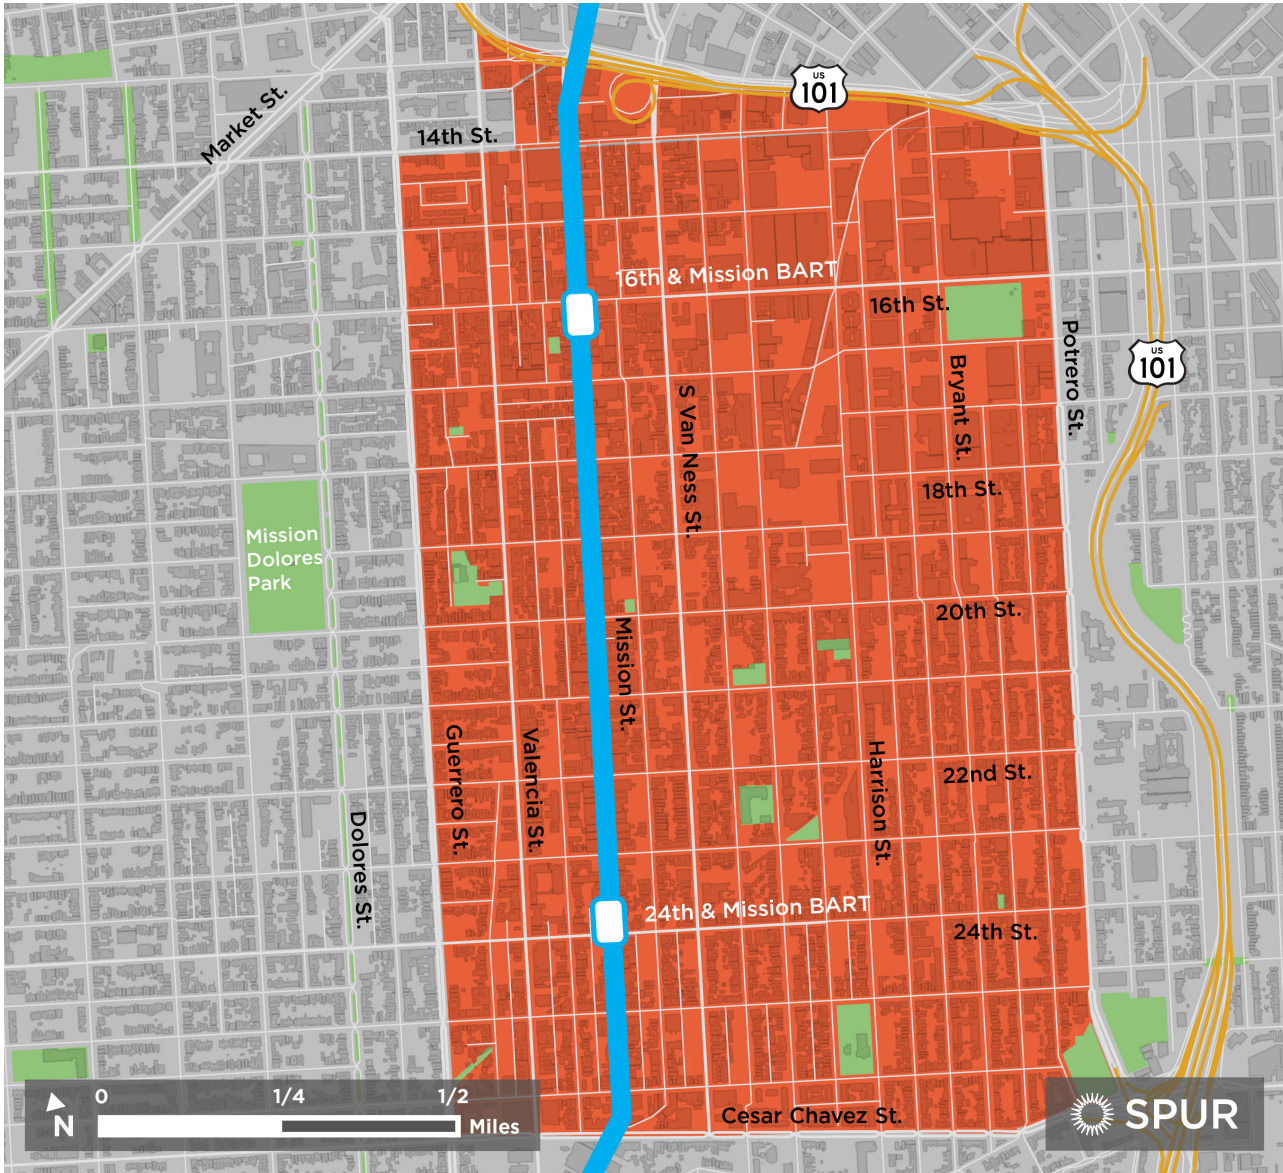 US
101
Market St.
14th St.
16th & Mission BART
16th St.
US
101
Potrero St.
Bryant St.
S Van Ness St.
18th St.
Mission
Dolores
Park
20th St.
Mission St.
Guerrero St.
Valencia St.
Harrison St.
22nd St.
Dolores St.
24th & Mission BART
24th St.
Cesar Chavez St.
0 1/4 1/2
N
Miles
SPUR